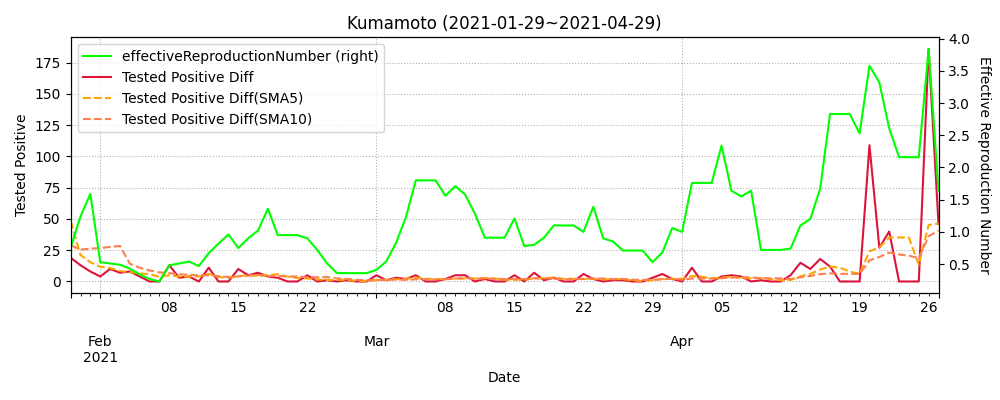 Kumamoto (2021-01-29~2021-04-29)
effectiveReproductionNumber (right)
Tested Positive Diff
Tested Positive Diff(SMA5)
Tested Positive Diff(SMA10)
Tested Positive
175
150
125
100
75
50
25
0
4.0
3.5
3.0
2.5
2.0
1.5
1.0
0.5
Effective Reproduction Number
08 15 22 08 15 22 29 05 12 19 26
Feb Mar Apr
2021
Date